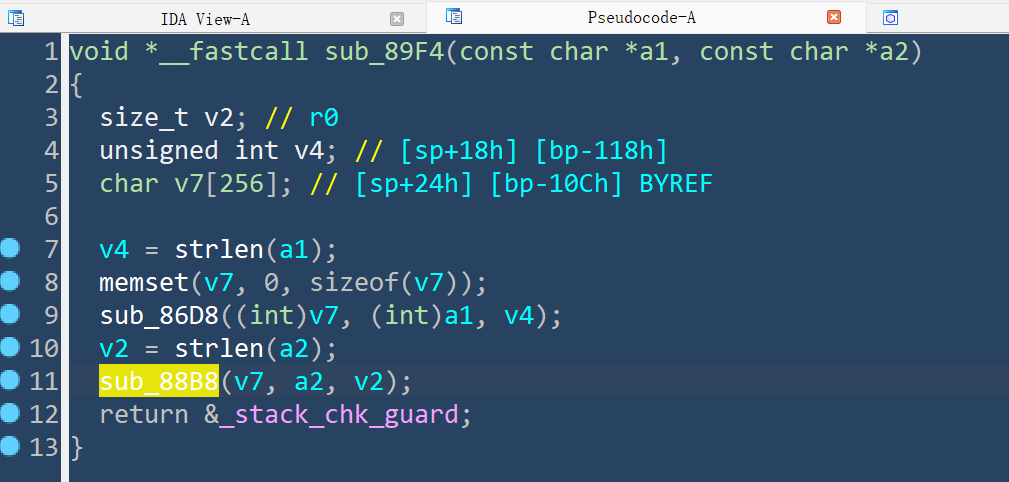 IDA View-A Pseudocode-A
1 void *__fastcall sub_89F4(const char *a1, const char *a2)
2 {
3   size_t v2; // r0
4   unsigned int v4; // [sp+18h] [bp-118h]
5   char v7[256]; // [sp+24h] [bp-10Ch] BYREF
6
7   v4 = strlen(a1);
8   memset(v7, 0, sizeof(v7));
9   sub_86D8((int)v7, (int)a1, v4);
10   v2 = strlen(a2);
11   sub_88B8(v7, a2, v2);
12   return &_stack_chk_guard;
13 }